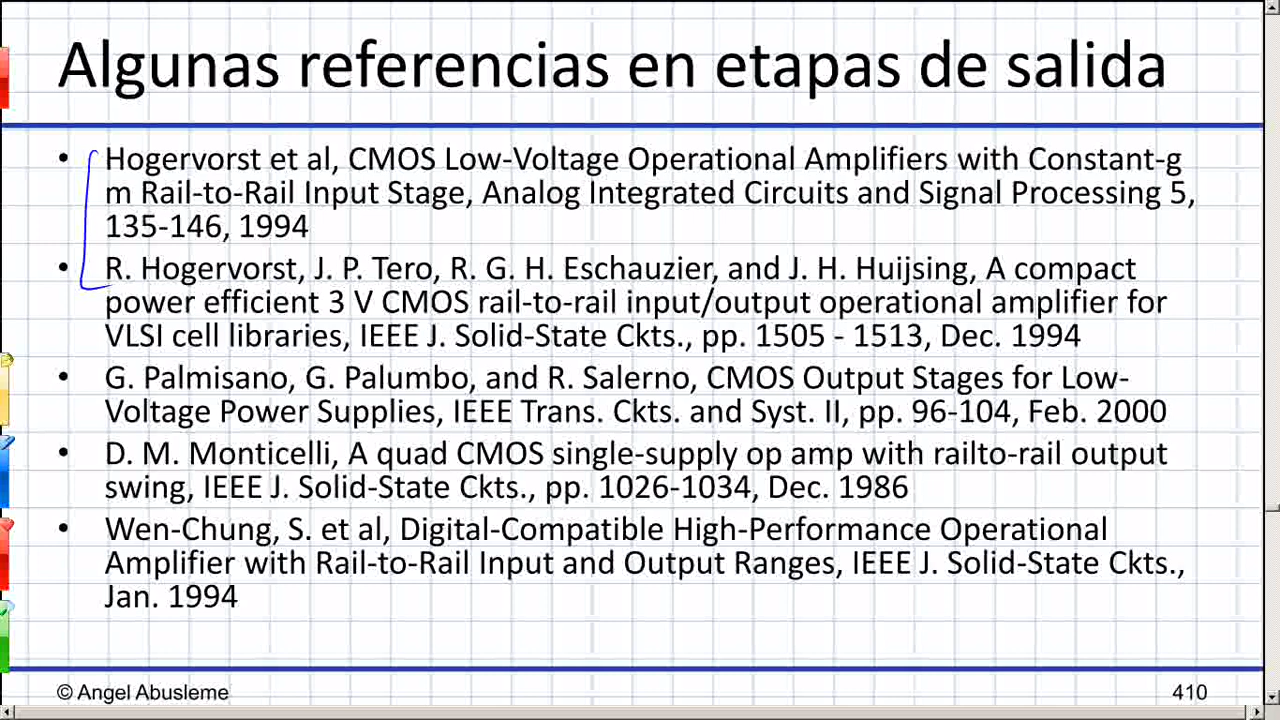 Algunas referencias en etapas de salida
• Hogervorst et al, CMOS Low-Voltage Operational Amplifiers with Constant-g
m Rail-to-Rail Input Stage, Analog Integrated Circuits and Signal Processing 5,
135-146, 1994
• R. Hogervorst, J. P. Tero, R. G. H. Eschauzier, and J. H. Huijsing, A compact
power efficient 3 V CMOS rail-to-rail input/output operational amplifier for
VLSI cell libraries, IEEE J. Solid-State Ckts., pp. 1505 - 1513, Dec. 1994
• G. Palmisano, G. Palumbo, and R. Salerno, CMOS Output Stages for Low-
Voltage Power Supplies, IEEE Trans. Ckts. and Syst. II, pp. 96-104, Feb. 2000
• D. M. Monticelli, A quad CMOS single-supply op amp with railto-rail output
swing, IEEE J. Solid-State Ckts., pp. 1026-1034, Dec. 1986
• Wen-Chung, S. et al, Digital-Compatible High-Performance Operational
Amplifier with Rail-to-Rail Input and Output Ranges, IEEE J. Solid-State Ckts.,
Jan. 1994
© Angel Abusleme
410